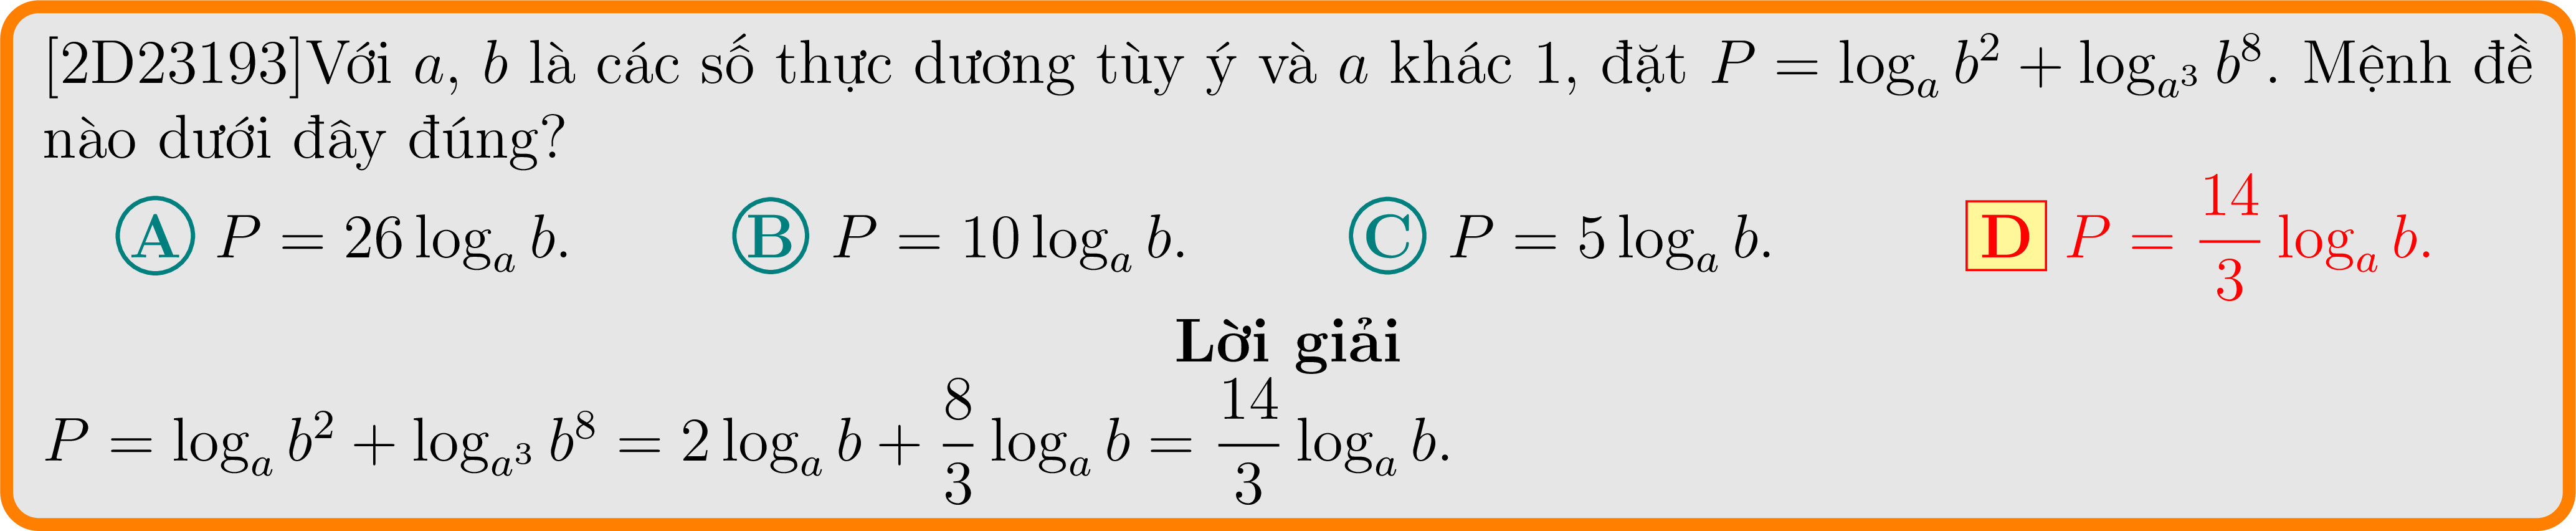 [2D23193]Với a, b là các số thực dương tùy ý và a khác 1, đặt P = log_a b^2 + log_{a^3} b^8. Mệnh đề
nào dưới đây đúng?
A P = 26 log_a b. B P = 10 log_a b. C P = 5 log_a b. D P = \frac{14}{3} log_a b.
Lời giải
P = log_a b^2 + log_{a^3} b^8 = 2 log_a b + \frac{8}{3} log_a b = \frac{14}{3} log_a b.